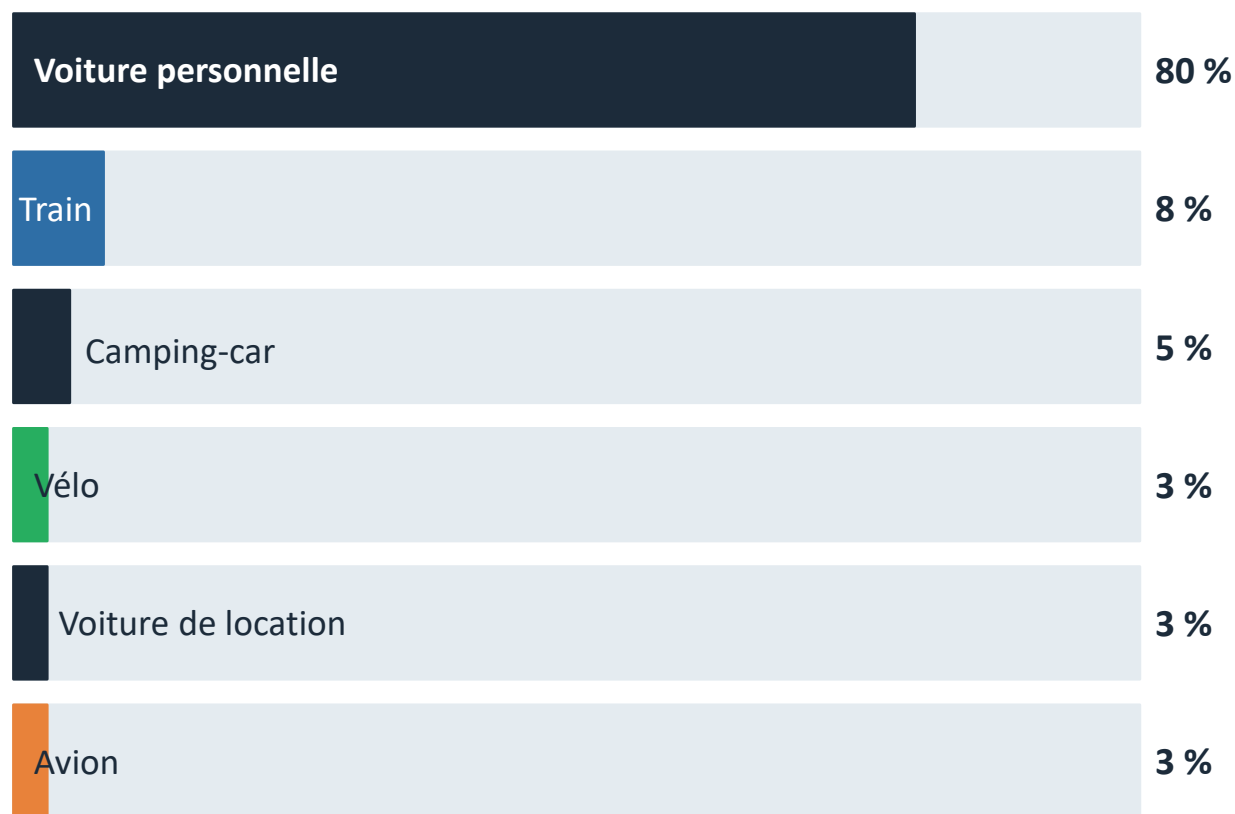 Voiture personnelle 80 %
Train 8 %
Camping-car 5 %
Vélo 3 %
Voiture de location 3 %
Avion 3 %